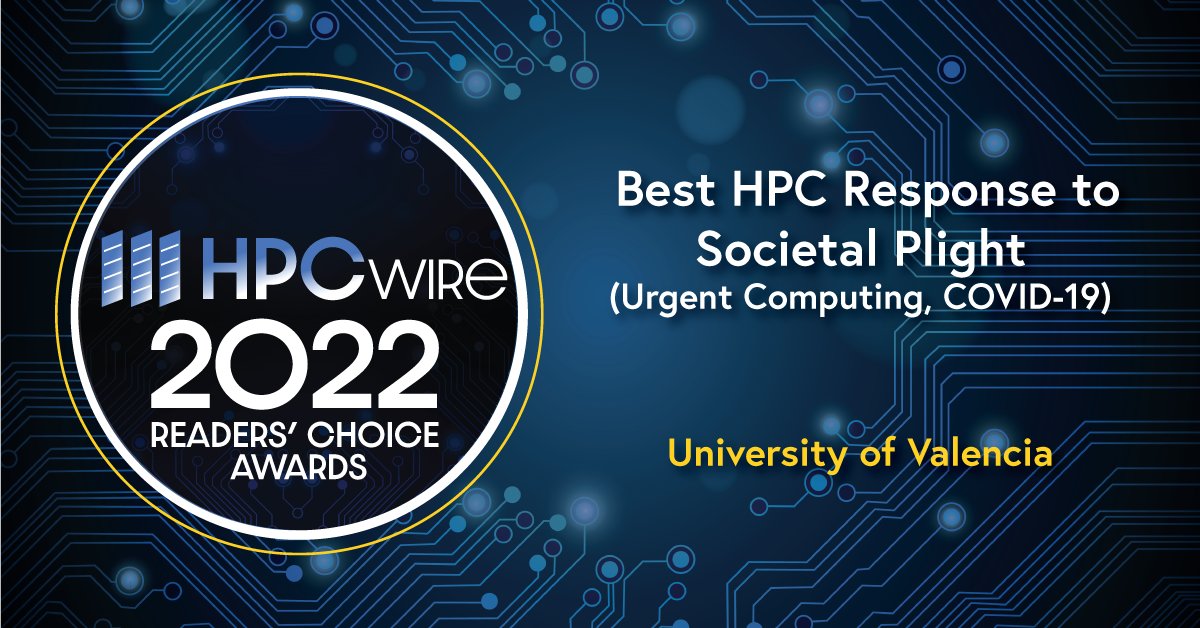 HPCwire
2022
READERS' CHOICE
AWARDS
Best HPC Response to
Societal Plight
(Urgent Computing, COVID-19)
University of Valencia